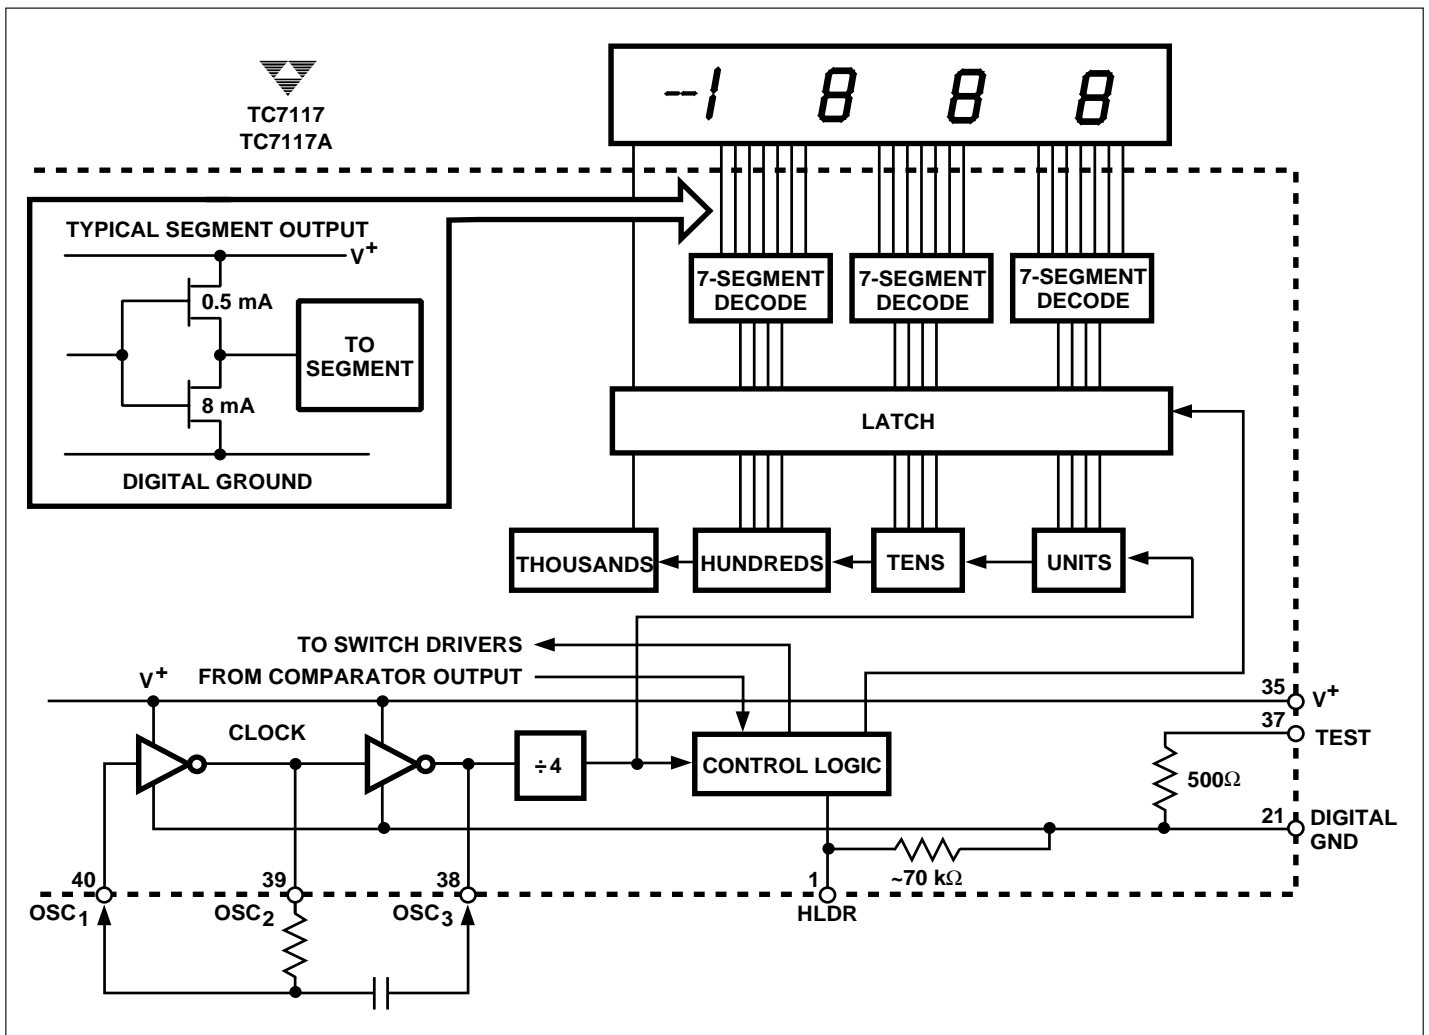 TC7117
TC7117A
-1 8 8 8
TYPICAL SEGMENT OUTPUT
V+
0.5 mA
TO
SEGMENT
8 mA
DIGITAL GROUND
7-SEGMENT
DECODE
7-SEGMENT
DECODE
7-SEGMENT
DECODE
LATCH
THOUSANDS
HUNDREDS
TENS
UNITS
TO SWITCH DRIVERS
FROM COMPARATOR OUTPUT
V+
CLOCK
÷4
CONTROL LOGIC
35
V+
37
TEST
500Ω
21
DIGITAL
GND
~70 kΩ
40
OSC1
39
OSC2
38
OSC3
1
HLDR